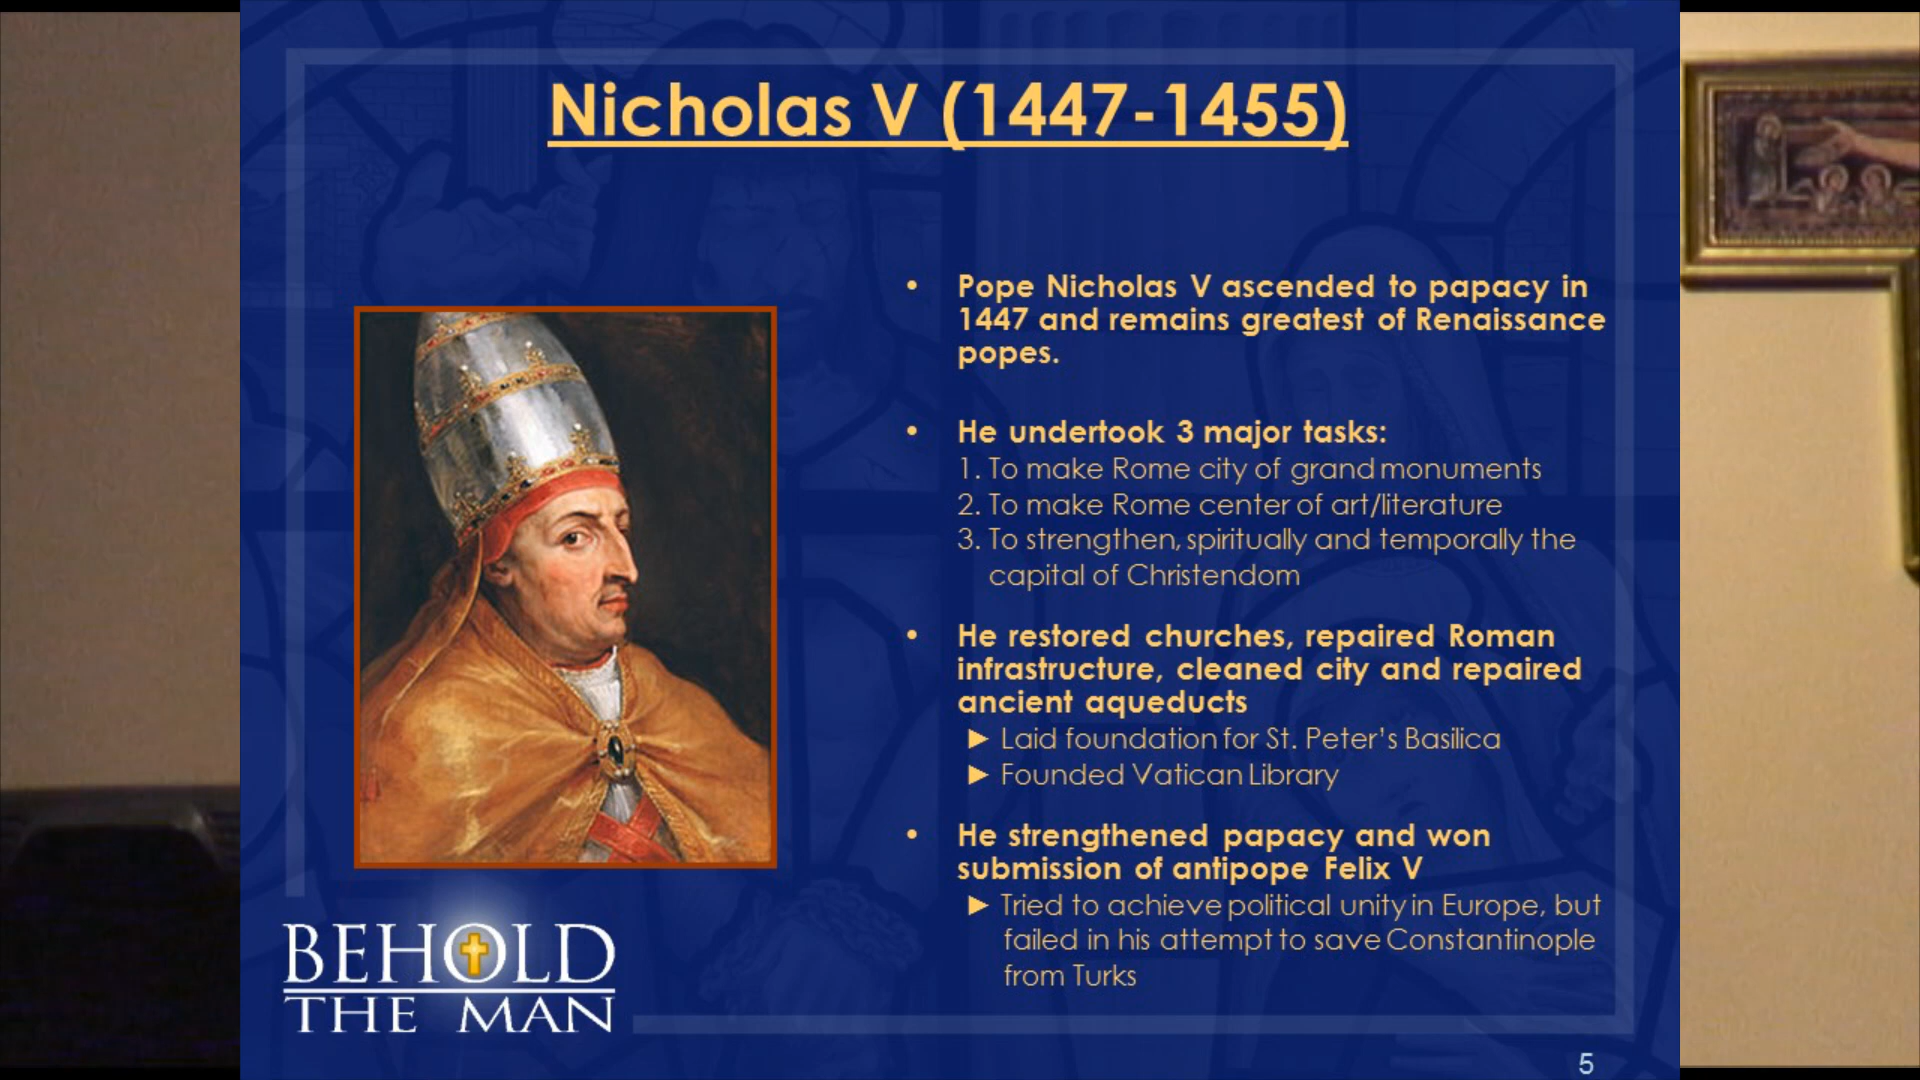 Nicholas V (1447-1455)
• Pope Nicholas V ascended to papacy in
1447 and remains greatest of Renaissance
popes.
• He undertook 3 major tasks:
1. To make Rome city of grand monuments
2. To make Rome center of art/literature
3. To strengthen, spiritually and temporally the
capital of Christendom
• He restored churches, repaired Roman
infrastructure, cleaned city and repaired
ancient aqueducts
► Laid foundation for St. Peter's Basilica
► Founded Vatican Library
• He strengthened papacy and won
submission of antipope Felix V
► Tried to achieve political unity in Europe, but
failed in his attempt to save Constantinople
from Turks
BEHOLD
THE MAN
5